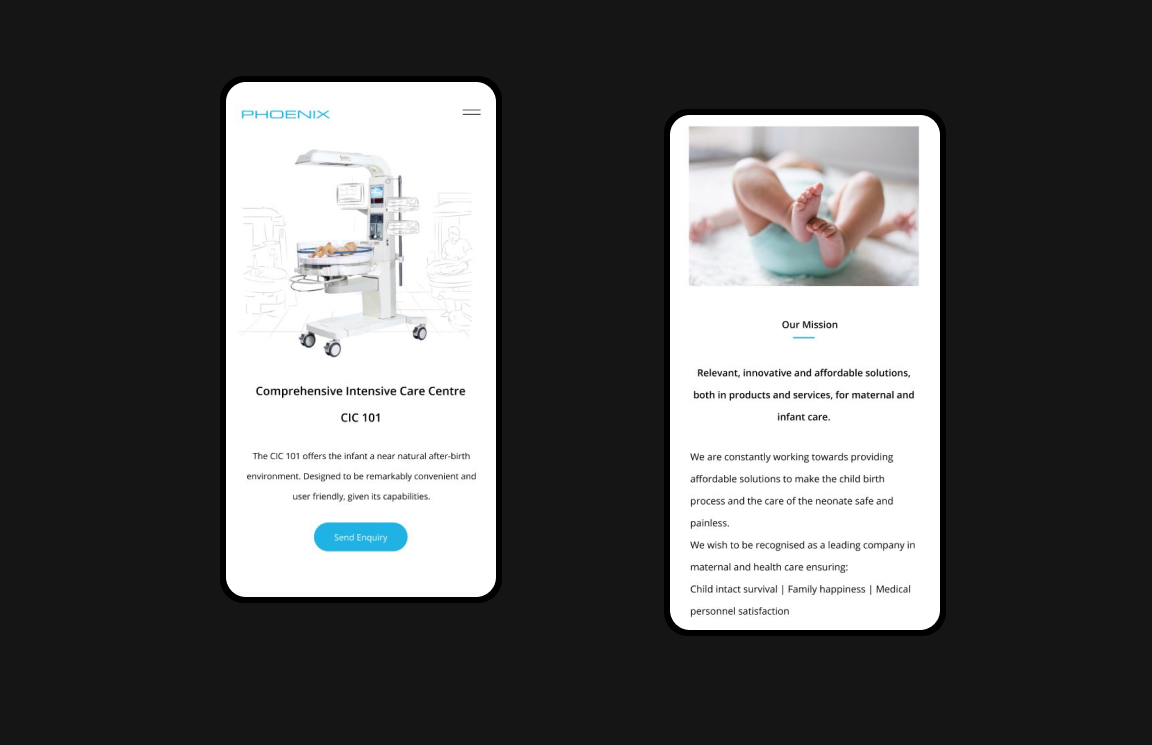 PHOENIX
Comprehensive Intensive Care Centre
CIC 101
The CIC 101 offers the infant a near natural after-birth
environment. Designed to be remarkably convenient and
user friendly, given its capabilities.
Send Enquiry
Our Mission
Relevant, innovative and affordable solutions,
both in products and services, for maternal and
infant care.
We are constantly working towards providing
affordable solutions to make the child birth
process and the care of the neonate safe and
painless.
We wish to be recognised as a leading company in
maternal and health care ensuring:
Child intact survival | Family happiness | Medical
personnel satisfaction